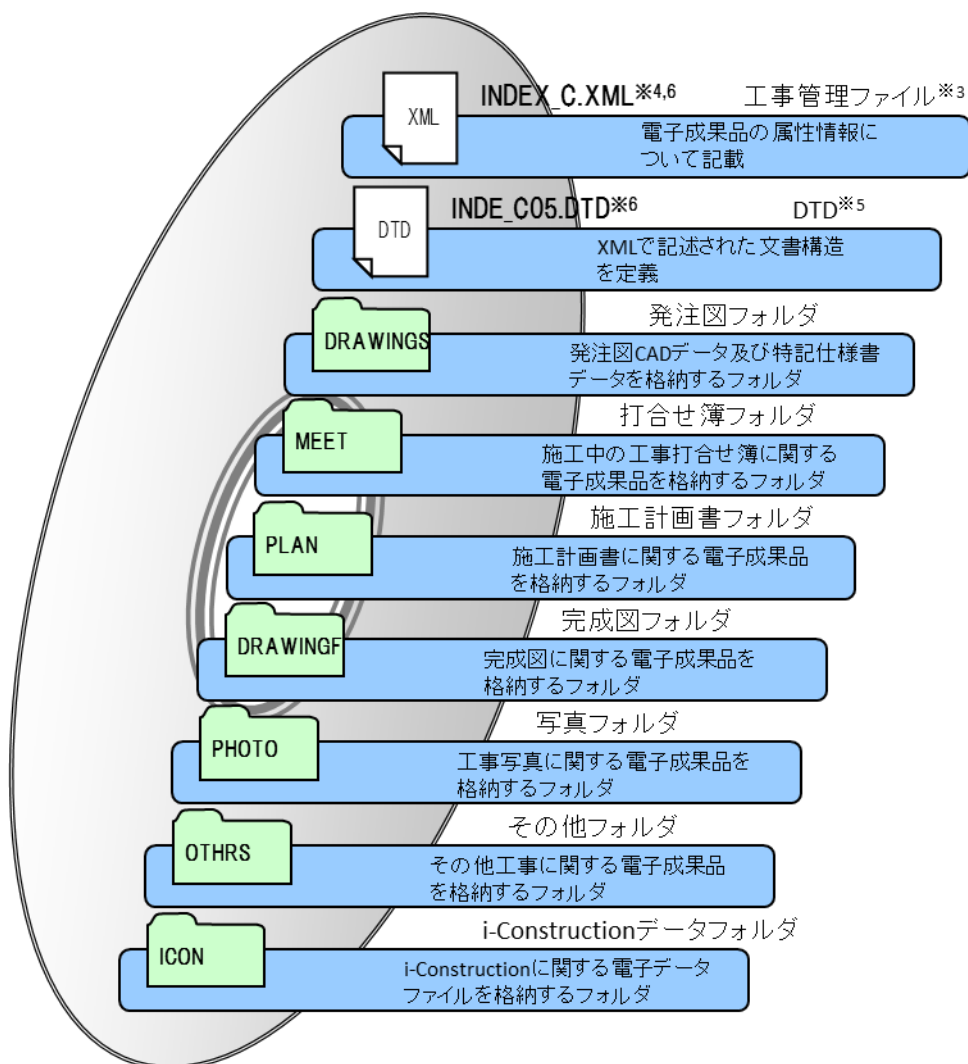 INDEX_C.XML※4,6 工事管理ファイル※3
XML
電子成果品の属性情報に
ついて記載
INDE_C05.DTD※6 DTD※5
DTD
XMLで記述された文書構造
を定義
発注図フォルダ
DRAWINGS
発注図CADデータ及び特記仕様書
データを格納するフォルダ
打合せ簿フォルダ
MEET
施工中の工事打合せ簿に関する
電子成果品を格納するフォルダ
施工計画書フォルダ
PLAN
施工計画書に関する電子成果品
を格納するフォルダ
完成図フォルダ
DRAWINGF
完成図に関する電子成果品を
格納するフォルダ
写真フォルダ
PHOTO
工事写真に関する電子成果品を
格納するフォルダ
その他フォルダ
OTHRS
その他工事に関する電子成果品
を格納するフォルダ
i-Constructionデータフォルダ
ICON
i-Constructionに関する電子データ
ファイルを格納するフォルダ